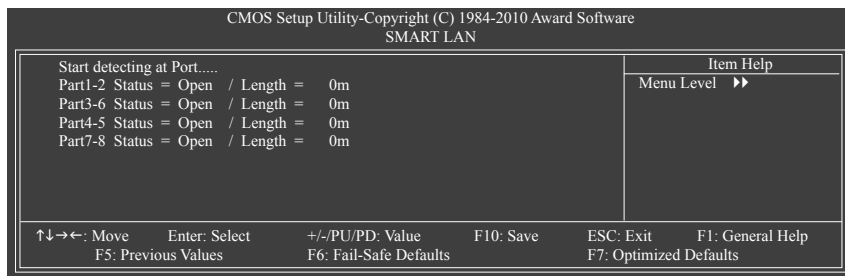 CMOS Setup Utility-Copyright (C) 1984-2010 Award Software
SMART LAN
Start detecting at Port.....
Part1-2 Status = Open / Length = 0m
Part3-6 Status = Open / Length = 0m
Part4-5 Status = Open / Length = 0m
Part7-8 Status = Open / Length = 0m
Item Help
Menu Level ▶▶
↑↓→←: Move Enter: Select +/-/PU/PD: Value F10: Save ESC: Exit F1: General Help
F5: Previous Values F6: Fail-Safe Defaults F7: Optimized Defaults